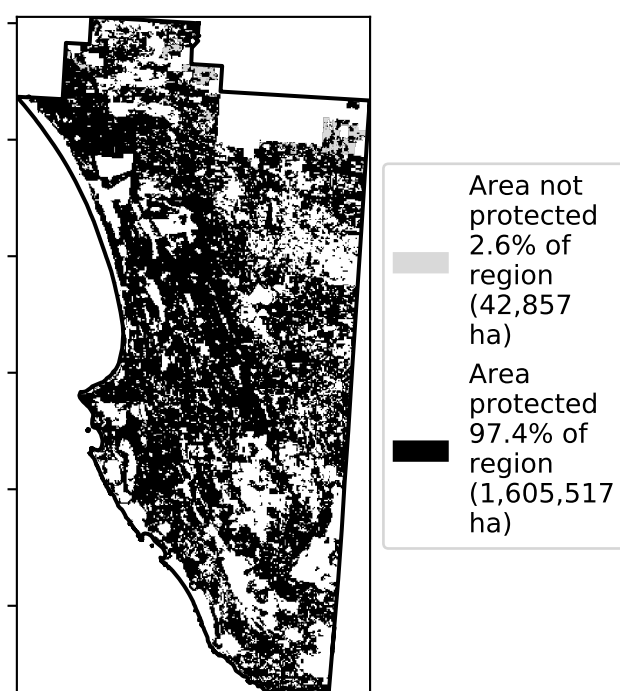 Area not
protected
2.6% of
region
(42,857
ha)
Area
protected
97.4% of
region
(1,605,517
ha)